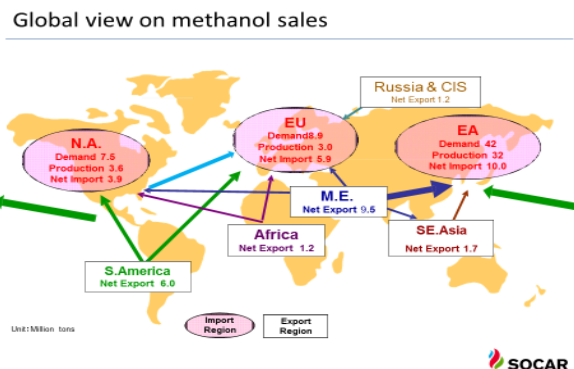 Global view on methanol sales
Russia & CIS
Net Export 1.2
EU
Demand8.9
Production 3.0
Net Import 5.9
EA
Demand 42
Production 32
Net Import 10.0
N.A.
Demand 7.5
Production 3.6
Net Import 3.9
M.E.
Net Export 9.5
Africa
Net Export 1.2
SE.Asia
Net Export 1.7
S.America
Net Export 6.0
Import
Region
Export
Region
Unit: Million tons
SOCAR